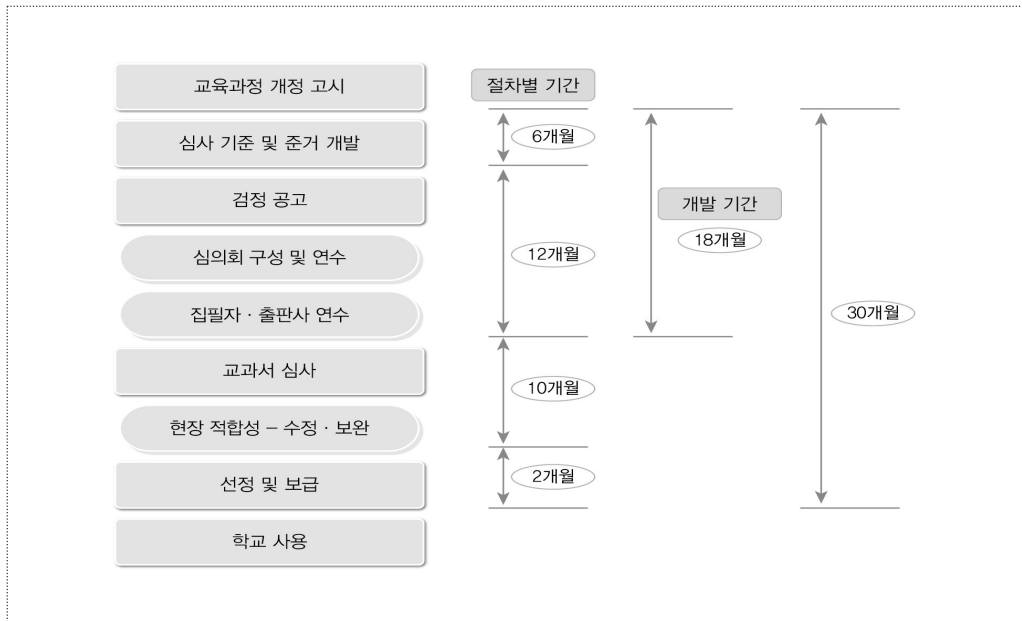 교육과정 개정 고시
심사 기준 및 준거 개발
검정 공고
심의회 구성 및 연수
집필자 · 출판사 연수
교과서 심사
현장 적합성 – 수정 · 보완
선정 및 보급
학교 사용
절차별 기간
6개월
12개월
10개월
2개월
개발 기간
18개월
30개월